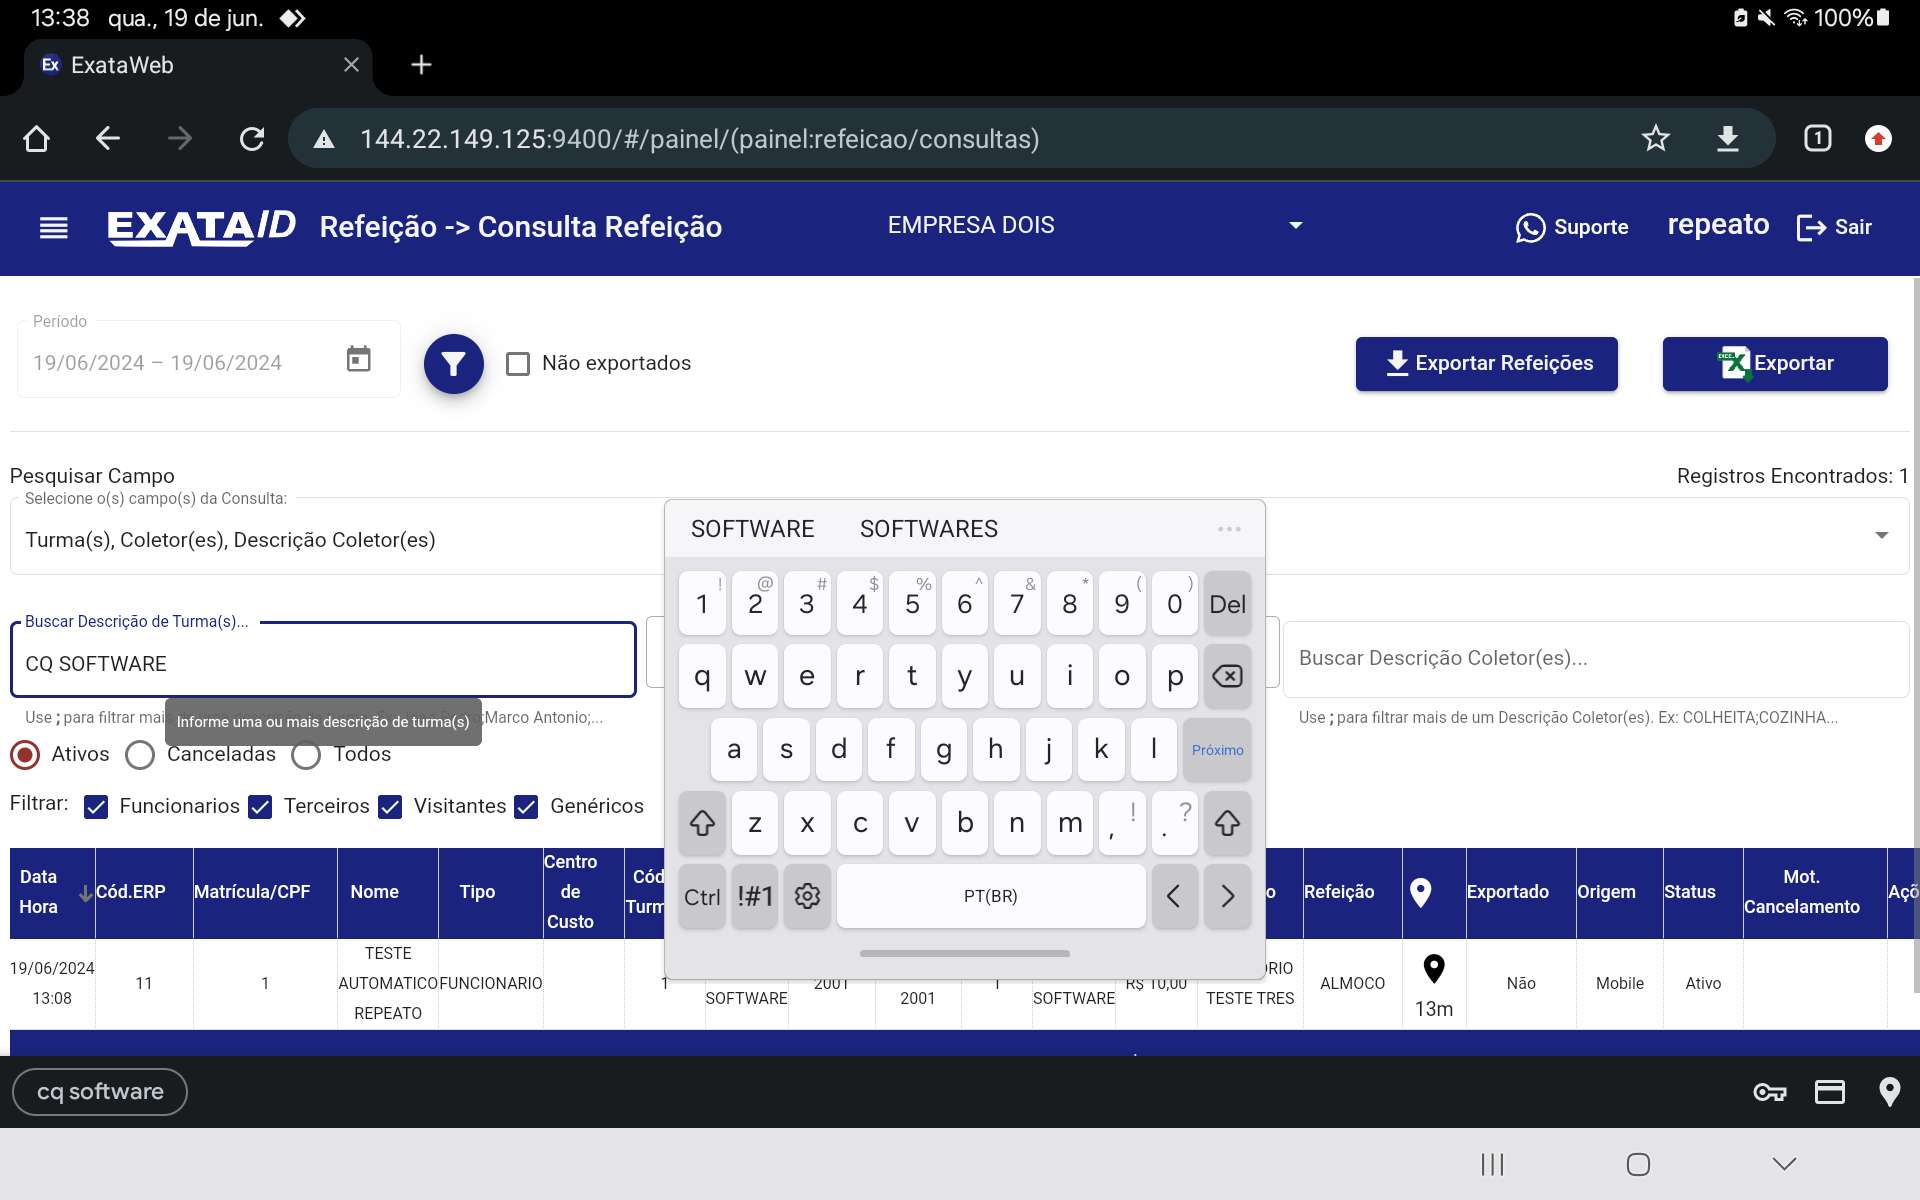 13:38 qua., 19 de jun. 100%
Ex ExataWeb
144.22.149.125:9400/#/painel/(painel:refeicao/consultas) 1
EXATAID Refeição -> Consulta Refeição EMPRESA DOIS Suporte repeato Sair
Período
19/06/2024 – 19/06/2024 Não exportados Exportar Refeições Exportar
Pesquisar Campo Registros Encontrados: 1
Selecione o(s) campo(s) da Consulta:
Turma(s), Coletor(es), Descrição Coletor(es)
SOFTWARE SOFTWARES ...
! @ # $ % ^ & * ( )
1 2 3 4 5 6 7 8 9 0 Del
Buscar Descrição de Turma(s)...
CQ SOFTWARE
q w e r t y u i o p
Buscar Descrição Coletor(es)...
Use ; para filtrar mai
Informe uma ou mais descrição de turma(s)
;Marco Antonio;...
Use ; para filtrar mais de um Descrição Coletor(es). Ex: COLHEITA;COZINHA...
a s d f g h j k l Próximo
Ativos Canceladas Todos
Filtrar: Funcionarios Terceiros Visitantes Genéricos
z x c v b n m , ! . ?
Ctrl !#1 PT(BR) < >
Data Hora Cód.ERP Matrícula/CPF Nome Tipo Centro de Custo Cód Turm o Refeição Exportado Origem Status Mot. Cancelamento Açõ
19/06/2024 13:08 11 1 TESTE AUTOMATICO REPEATO FUNCIONARIO 1 SOFTWARE 2001 2001 1 SOFTWARE R$ 10,00 ORIO TESTE TRES ALMOCO 13m Não Mobile Ativo
cq software